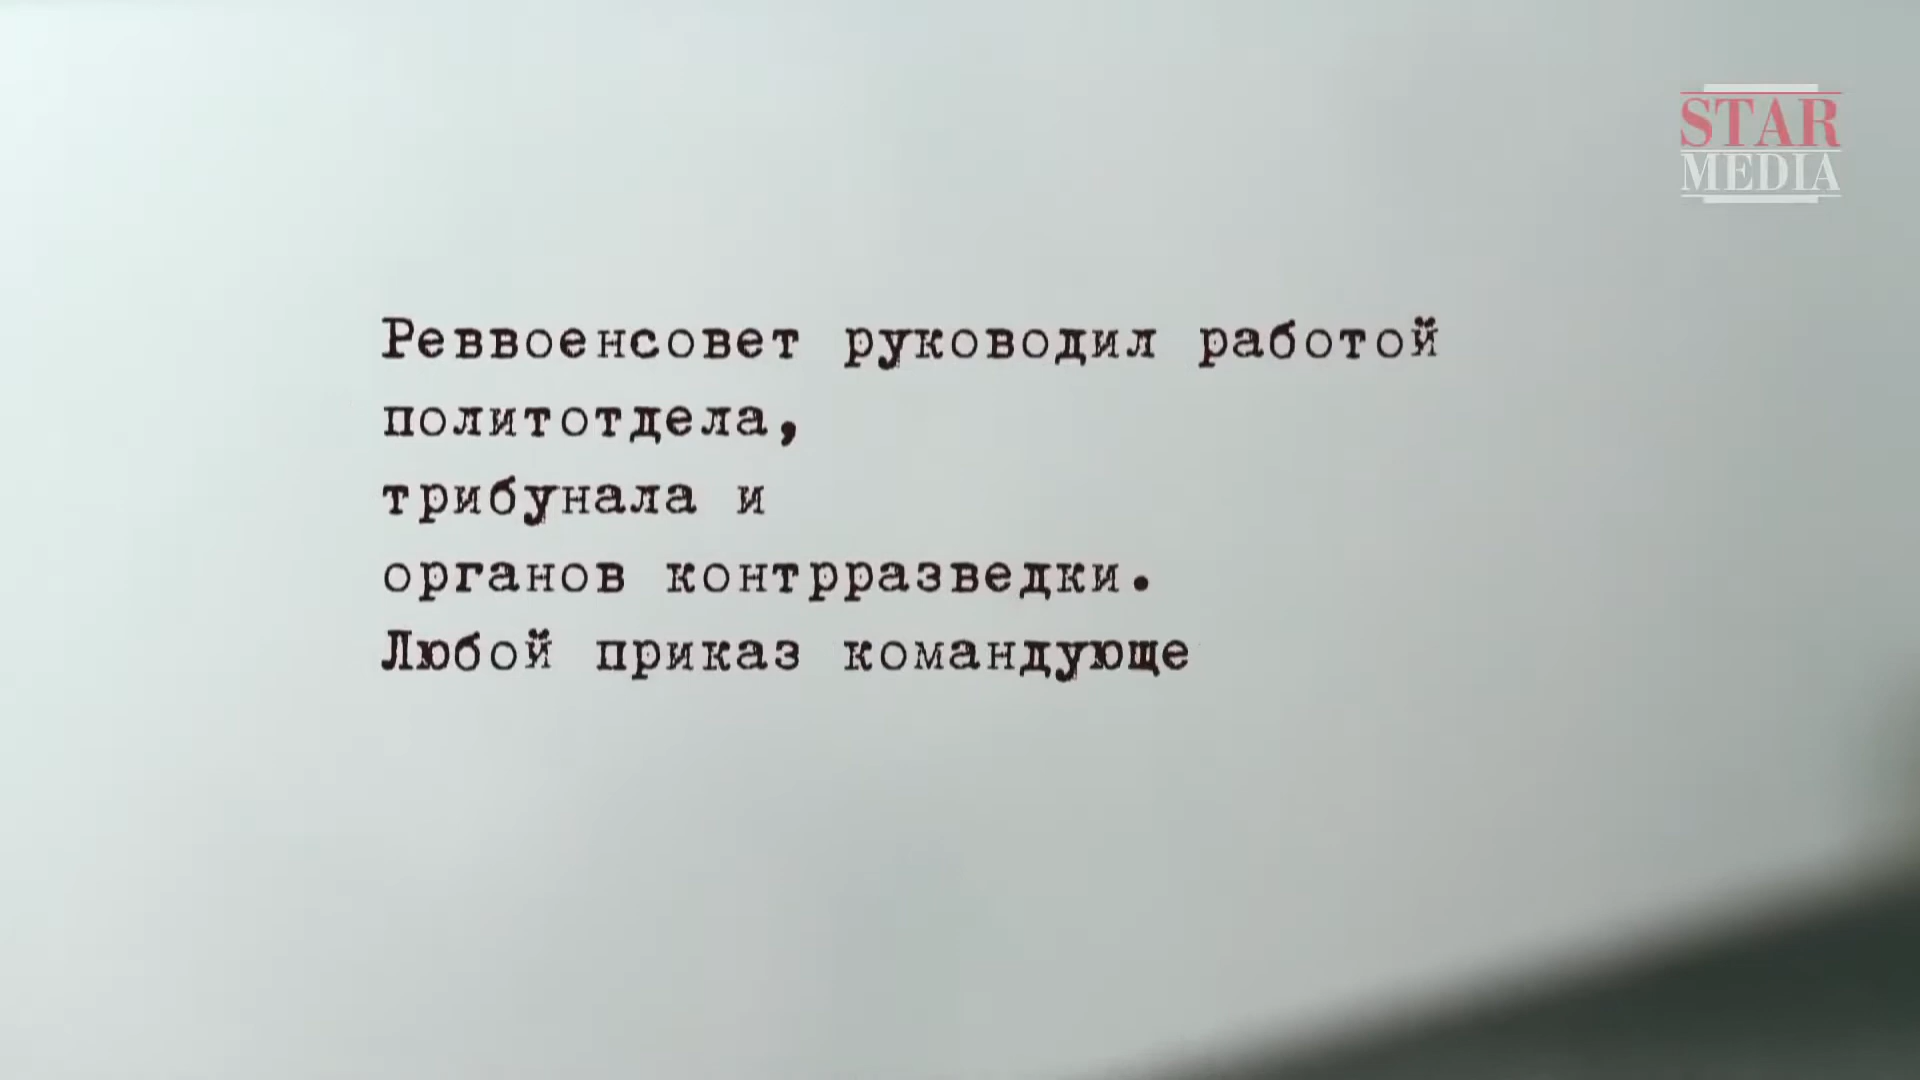 STAR
MEDIA
Реввоенсовет руководил работой
политотдела,
трибунала и
органов контрразведки.
Любой приказ командующе